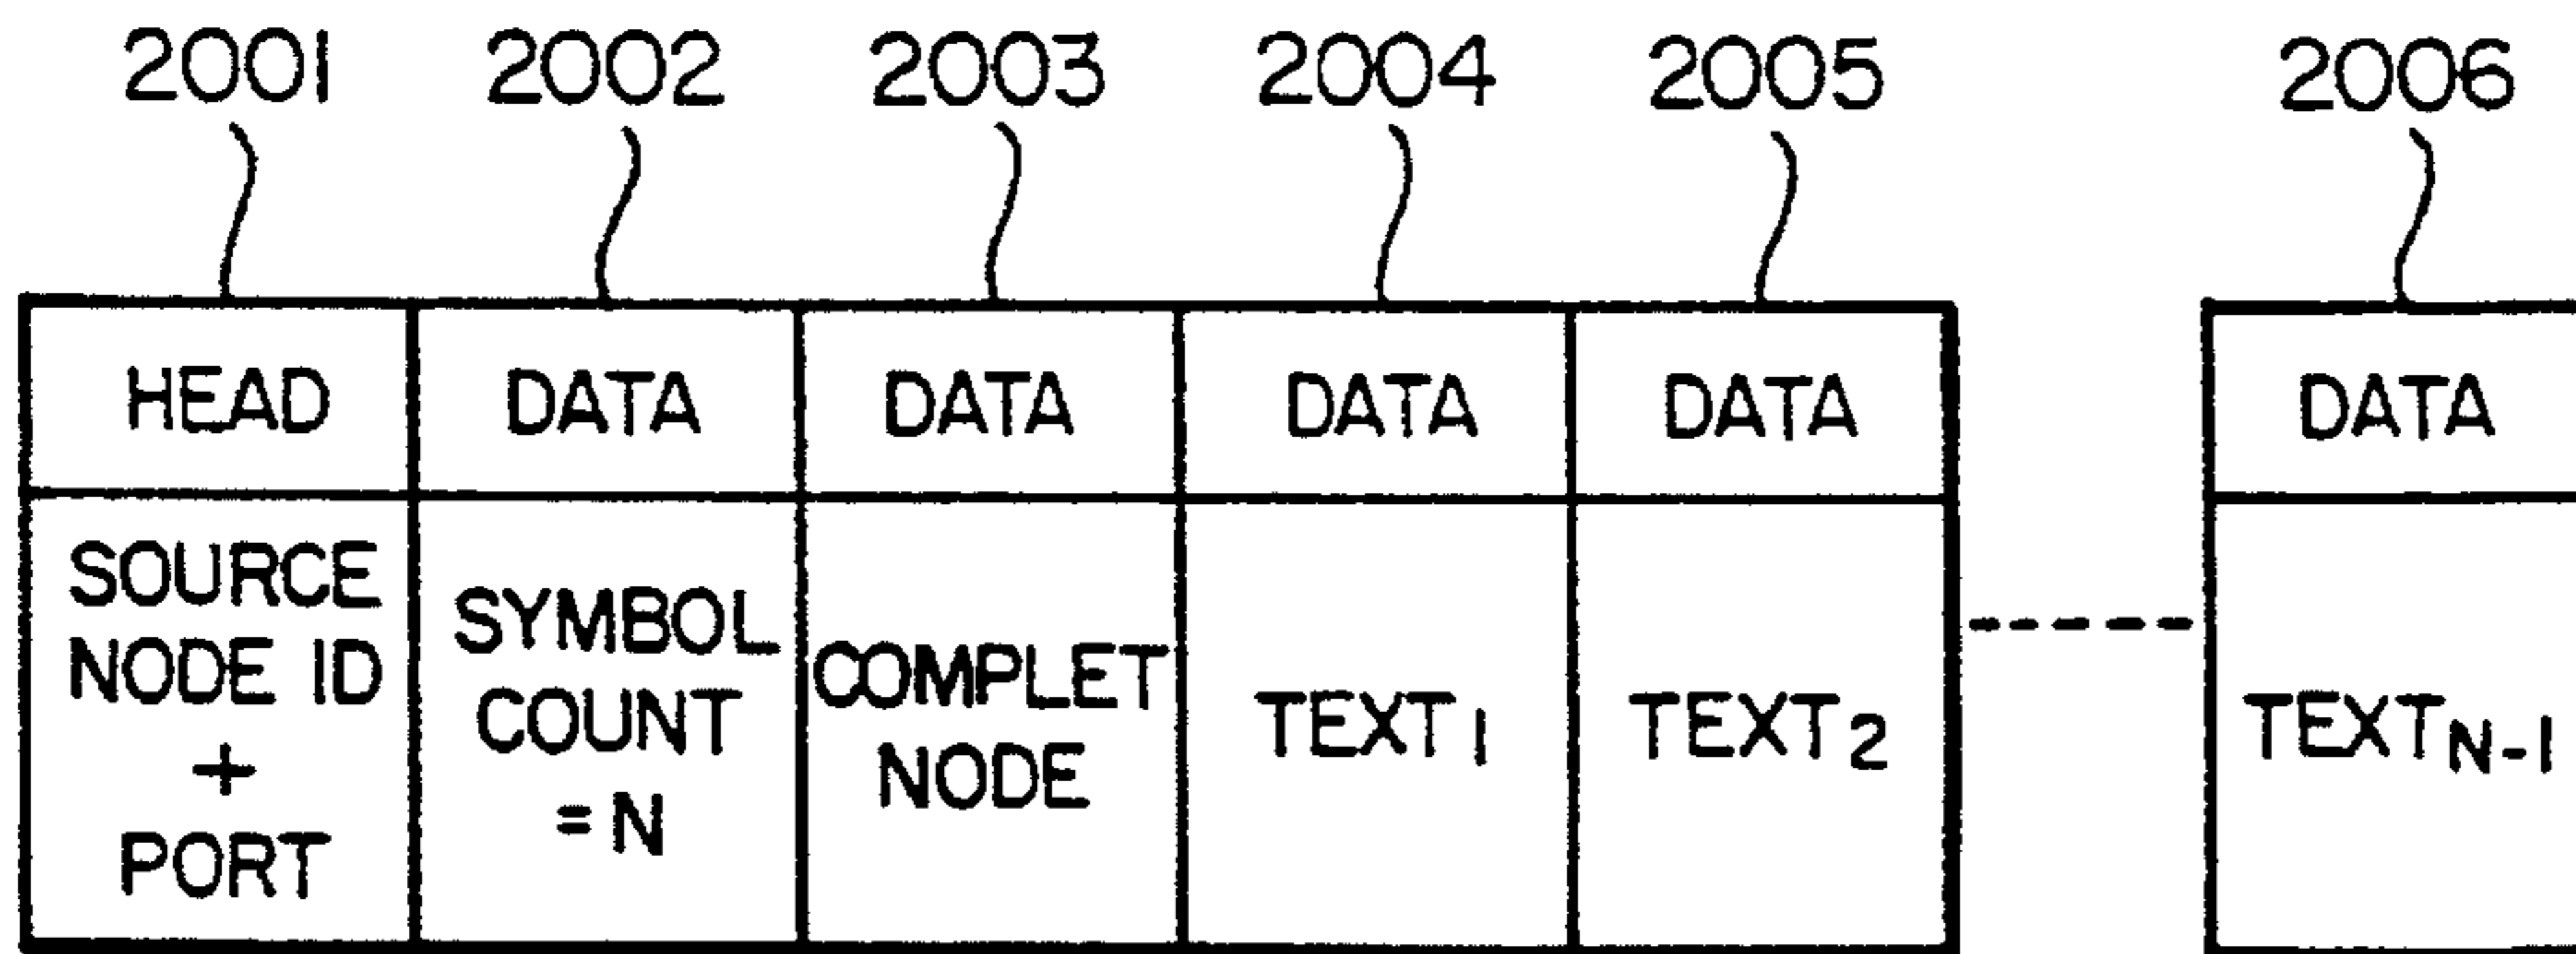 2001 2002 2003 2004 2005 2006
HEAD DATA DATA DATA DATA DATA
SOURCE
NODE ID
+
PORT
SYMBOL
COUNT
= N
COMPLET
NODE
TEXT1
TEXT2
TEXTN-1